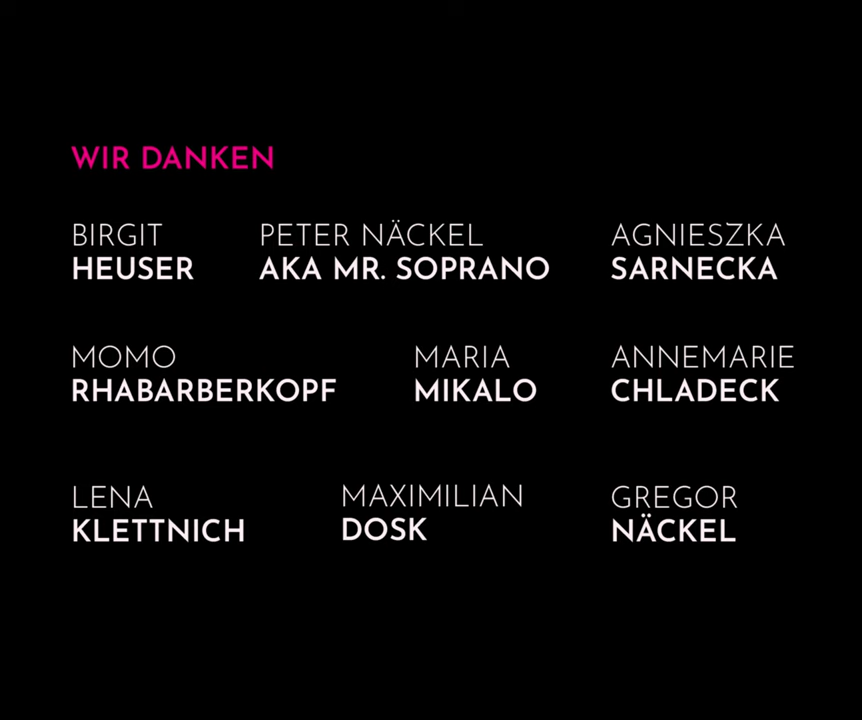 WIR DANKEN
BIRGIT
HEUSER
PETER NÄCKEL
AKA MR. SOPRANO
AGNIESZKA
SARNECKA
MOMO
RHABARBERKOPF
MARIA
MIKALO
ANNEMARIE
CHLADECK
LENA
KLETTNICH
MAXIMILIAN
DOSK
GREGOR
NÄCKEL